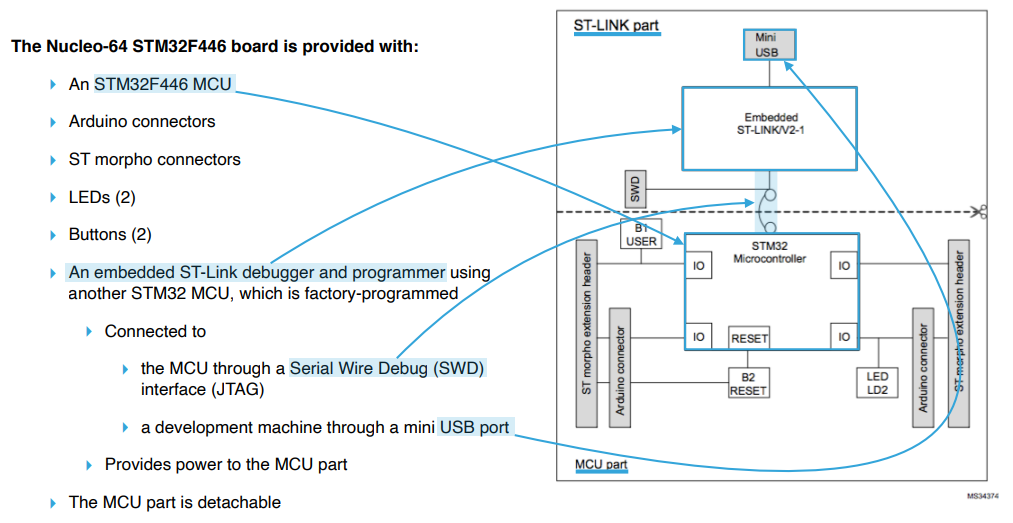 The Nucleo-64 STM32F446 board is provided with:
An STM32F446 MCU
Arduino connectors
ST morpho connectors
LEDs (2)
Buttons (2)
An embedded ST-Link debugger and programmer using
another STM32 MCU, which is factory-programmed
Connected to
the MCU through a Serial Wire Debug (SWD)
interface (JTAG)
a development machine through a mini USB port
Provides power to the MCU part
The MCU part is detachable
ST-LINK part
Mini
USB
Embedded
ST-LINK/V2-1
SWD
B1
USER
STM32
Microcontroller
IO
IO
IO
RESET
IO
ST morpho extension header
Arduino connector
B2
RESET
LED
LD2
Arduino connector
ST morpho extension header
MCU part
MS34374